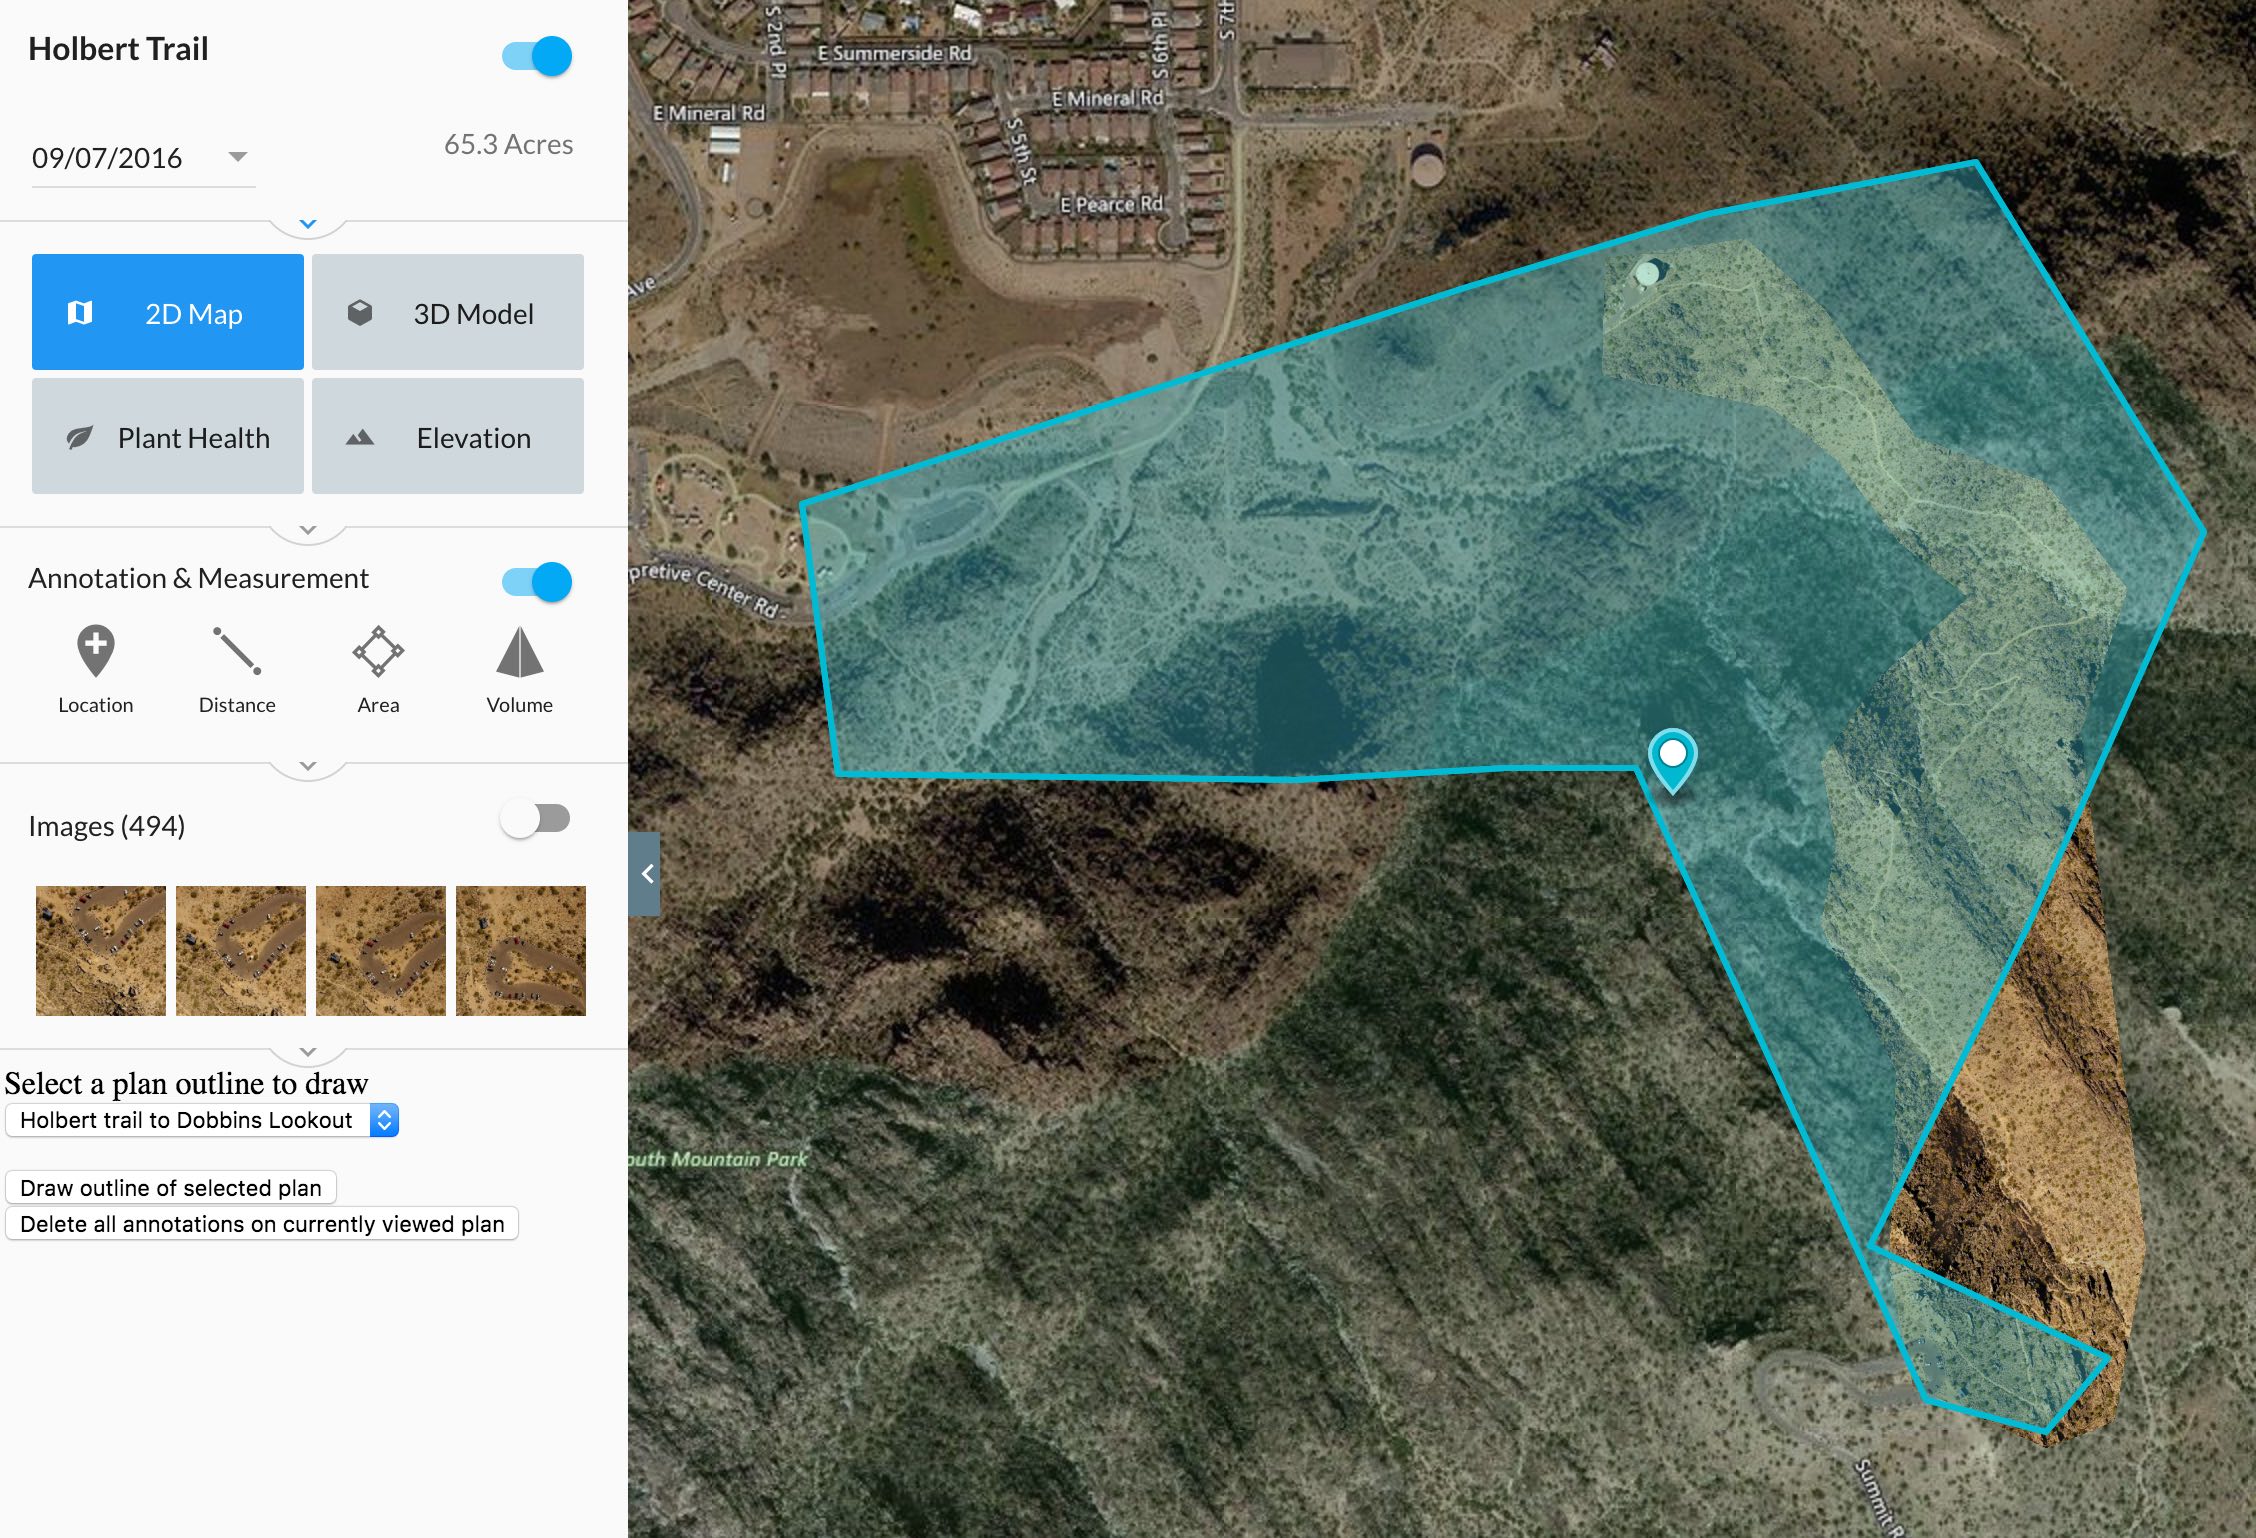 Holbert Trail
09/07/2016
65.3 Acres
2D Map
3D Model
Plant Health
Elevation
Annotation & Measurement
Location
Distance
Area
Volume
Images (494)
Select a plan outline to draw
Holbert trail to Dobbins Lookout
Draw outline of selected plan
Delete all annotations on currently viewed plan
S 2nd Pl
E Summerside Rd
S 6th Pl
S 7th S
E Mineral Rd
E Mineral Rd
S 5th St
E Pearce Rd
Ave
pretive Center Rd
outh Mountain Park
Summit R